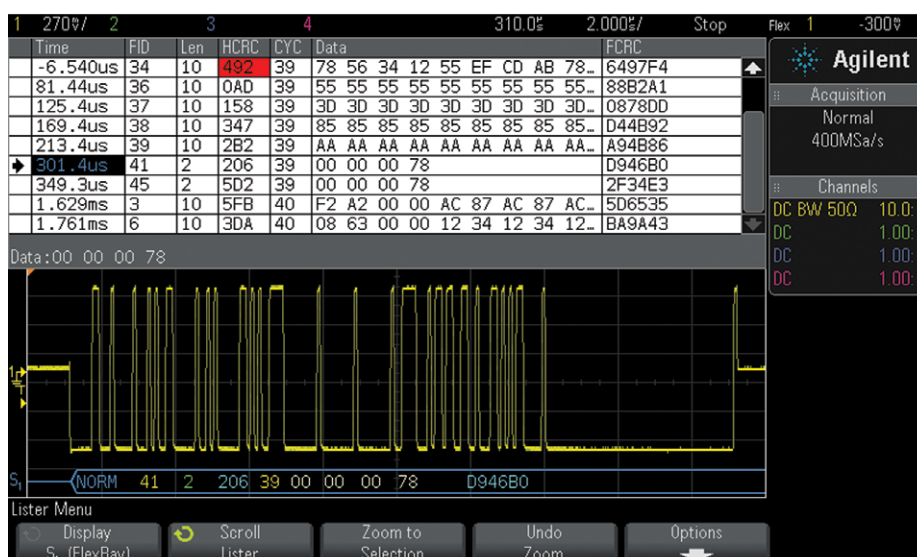 1 270V/ 2 3 4 310.0s 2.000s/ Stop Flex 1 -300V
Time FID Len HCRC CYC Data FCRC
-6.540us 34 10 492 39 78 56 34 12 55 EF CD AB 78… 6497F4
81.44us 36 10 0AD 39 55 55 55 55 55 55 55 55 55… 88B2A1
125.4us 37 10 158 39 3D 3D 3D 3D 3D 3D 3D 3D 3D… 0878DD
169.4us 38 10 347 39 85 85 85 85 85 85 85 85 85… D44B92
213.4us 39 10 2B2 39 AA AA AA AA AA AA AA AA AA… A94B86
301.4us 41 2 206 39 00 00 00 78 D946B0
349.3us 45 2 5D2 39 00 00 00 78 2F34E3
1.629ms 3 10 5FB 40 F2 A2 00 00 AC 87 AC 87 AC… 5D6535
1.761ms 6 10 3DA 40 08 63 00 00 12 34 12 34 12… BA9A43
Agilent
Acquisition
Normal
400MSa/s
Channels
DC BW 50Ω 10.0:
DC 1.00:
DC 1.00:
DC 1.00:
Data:00 00 00 78
1
S1 NORM 41 2 206 39 00 00 00 78 D946B0
Lister Menu
Display Scroll Zoom to Undo Options
S1 (FlexRay) Lister Selection Zoom